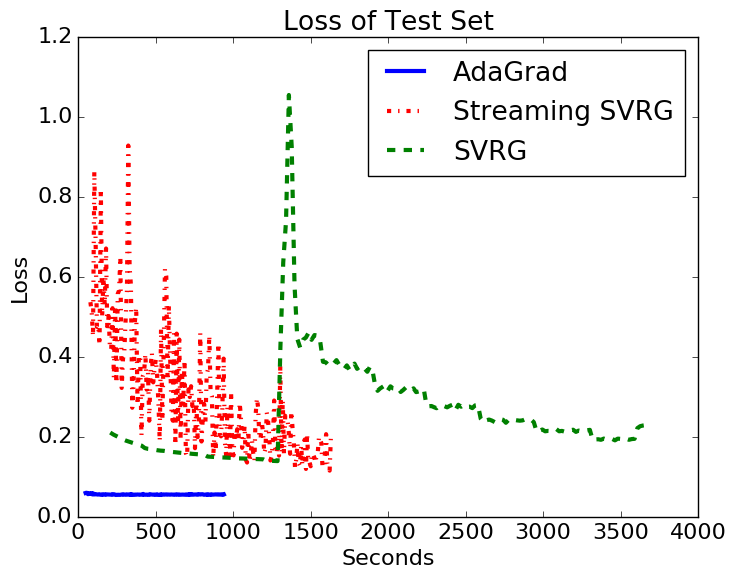 Loss of Test Set
1.2
1.0
0.8
0.6
0.4
0.2
0.0
Loss
AdaGrad
Streaming SVRG
SVRG
0 500 1000 1500 2000 2500 3000 3500 4000
Seconds